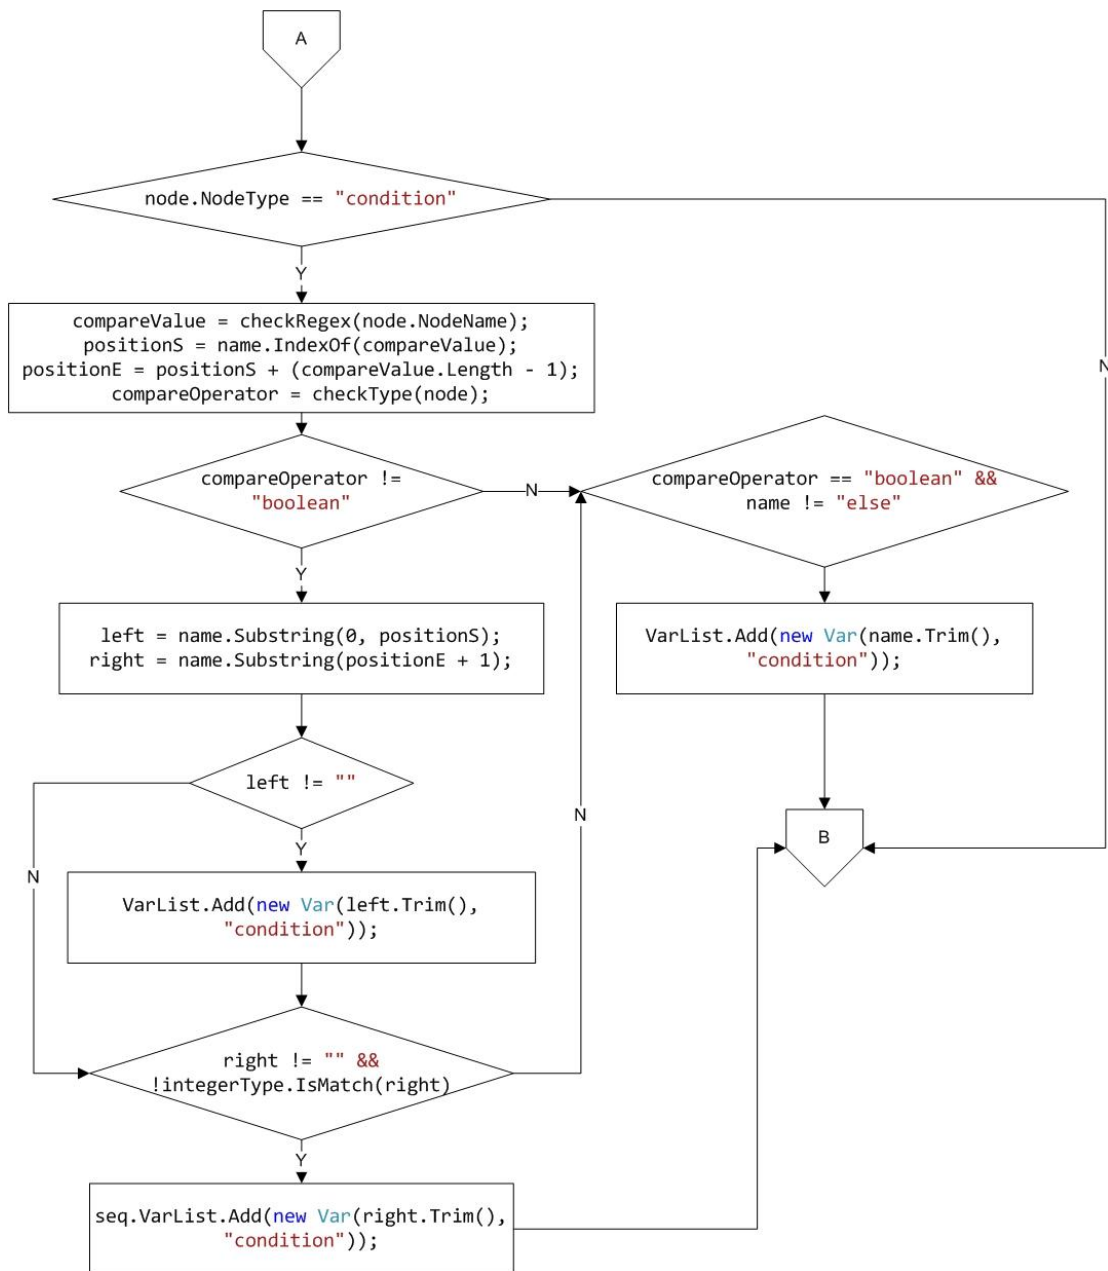 A
node.NodeType == "condition"
Y
N
compareValue = checkRegex(node.NodeName);
positionS = name.IndexOf(compareValue);
positionE = positionS + (compareValue.Length - 1);
compareOperator = checkType(node);
compareOperator !=
"boolean"
N
compareOperator == "boolean" &&
name != "else"
Y
left = name.Substring(0, positionS);
right = name.Substring(positionE + 1);
VarList.Add(new Var(name.Trim(),
"condition"));
left != ""
N
Y
N
B
VarList.Add(new Var(left.Trim(),
"condition"));
right != "" &&
!integerType.IsMatch(right)
Y
seq.VarList.Add(new Var(right.Trim(),
"condition"));